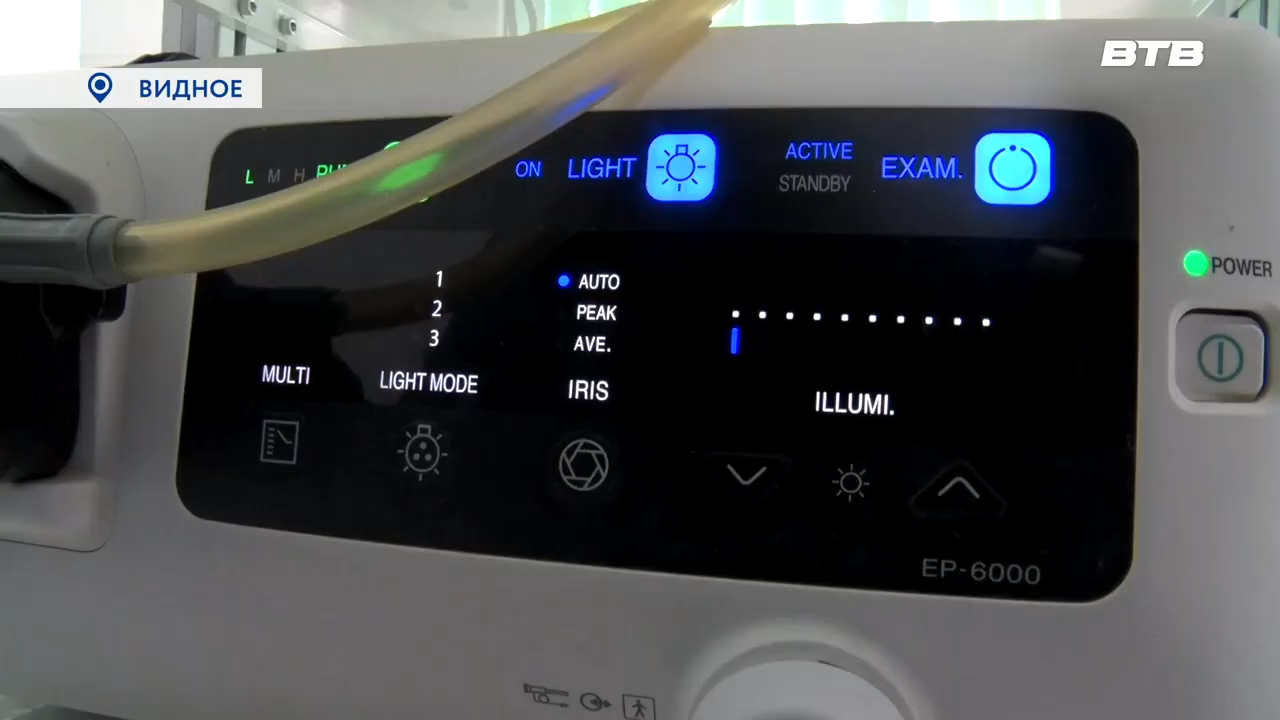 ВИДНОЕ
ВТВ
L M H
ON LIGHT
ACTIVE
STANDBY
EXAM.
POWER
1
2
3
AUTO
PEAK
AVE.
MULTI
LIGHT MODE
IRIS
ILLUMI.
EP-6000